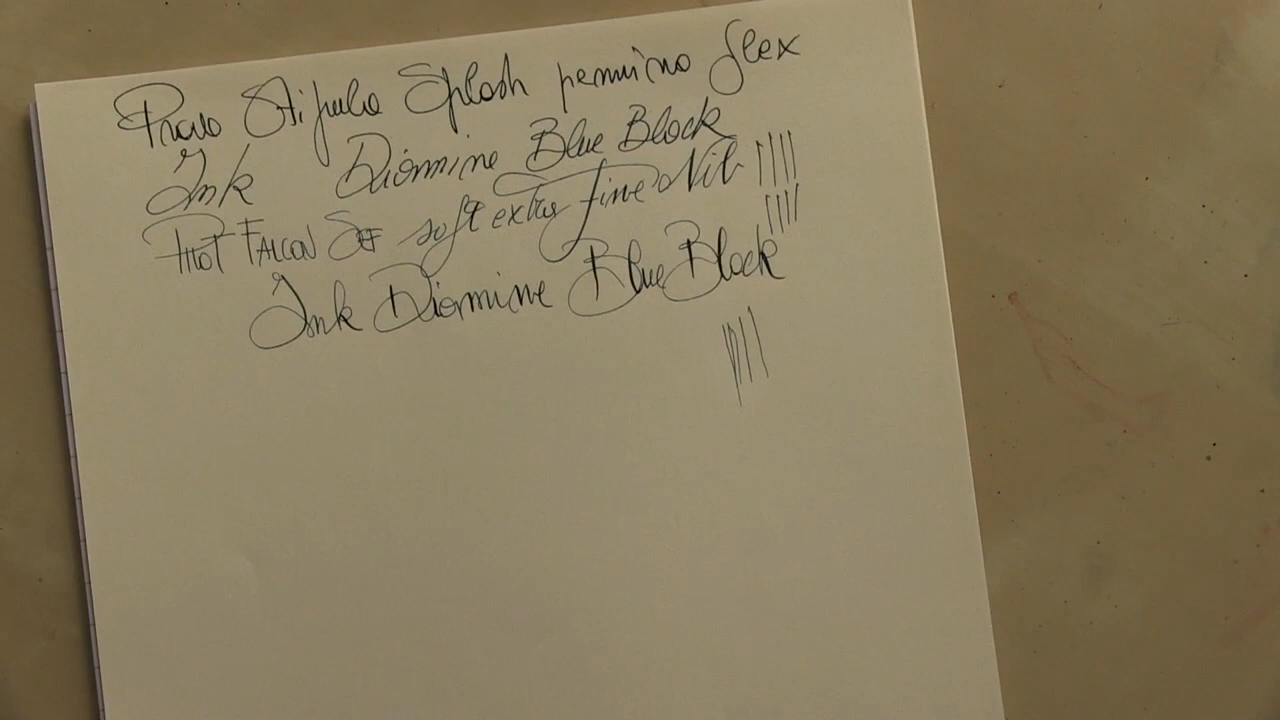 Prova Stipula Splash pennino flex
Ink Diamine Blue Black
Pilot FALCON SEF soft extra fine Nib
Ink Diamine Blue Black